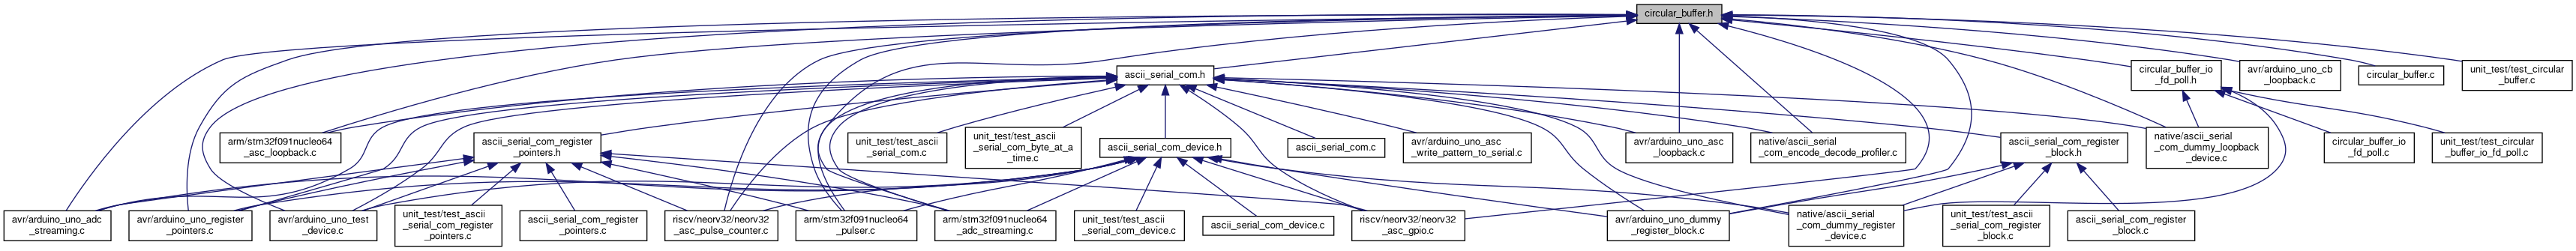 circular_buffer.h
ascii_serial_com.h
circular_buffer_io
_fd_poll.h
avr/arduino_uno_cb
_loopback.c
circular_buffer.c
unit_test/test_circular
_buffer.c
arm/stm32f091nucleo64
_asc_loopback.c
ascii_serial_com_register
_pointers.h
unit_test/test_ascii
_serial_com.c
unit_test/test_ascii
_serial_com_byte_at_a
_time.c
ascii_serial_com_device.h
ascii_serial_com.c
avr/arduino_uno_asc
_write_pattern_to_serial.c
avr/arduino_uno_asc
_loopback.c
native/ascii_serial
_com_encode_decode_profiler.c
ascii_serial_com_register
_block.h
native/ascii_serial
_com_dummy_loopback
_device.c
circular_buffer_io
_fd_poll.c
unit_test/test_circular
_buffer_io_fd_poll.c
avr/arduino_uno_adc
_streaming.c
avr/arduino_uno_register
_pointers.c
avr/arduino_uno_test
_device.c
unit_test/test_ascii
_serial_com_register
_pointers.c
ascii_serial_com_register
_pointers.c
riscv/neorv32/neorv32
_asc_pulse_counter.c
arm/stm32f091nucleo64
_pulser.c
arm/stm32f091nucleo64
_adc_streaming.c
unit_test/test_ascii
_serial_com_device.c
ascii_serial_com_device.c
riscv/neorv32/neorv32
_asc_gpio.c
avr/arduino_uno_dummy
_register_block.c
native/ascii_serial
_com_dummy_register
_device.c
unit_test/test_ascii
_serial_com_register
_block.c
ascii_serial_com_register
_block.c